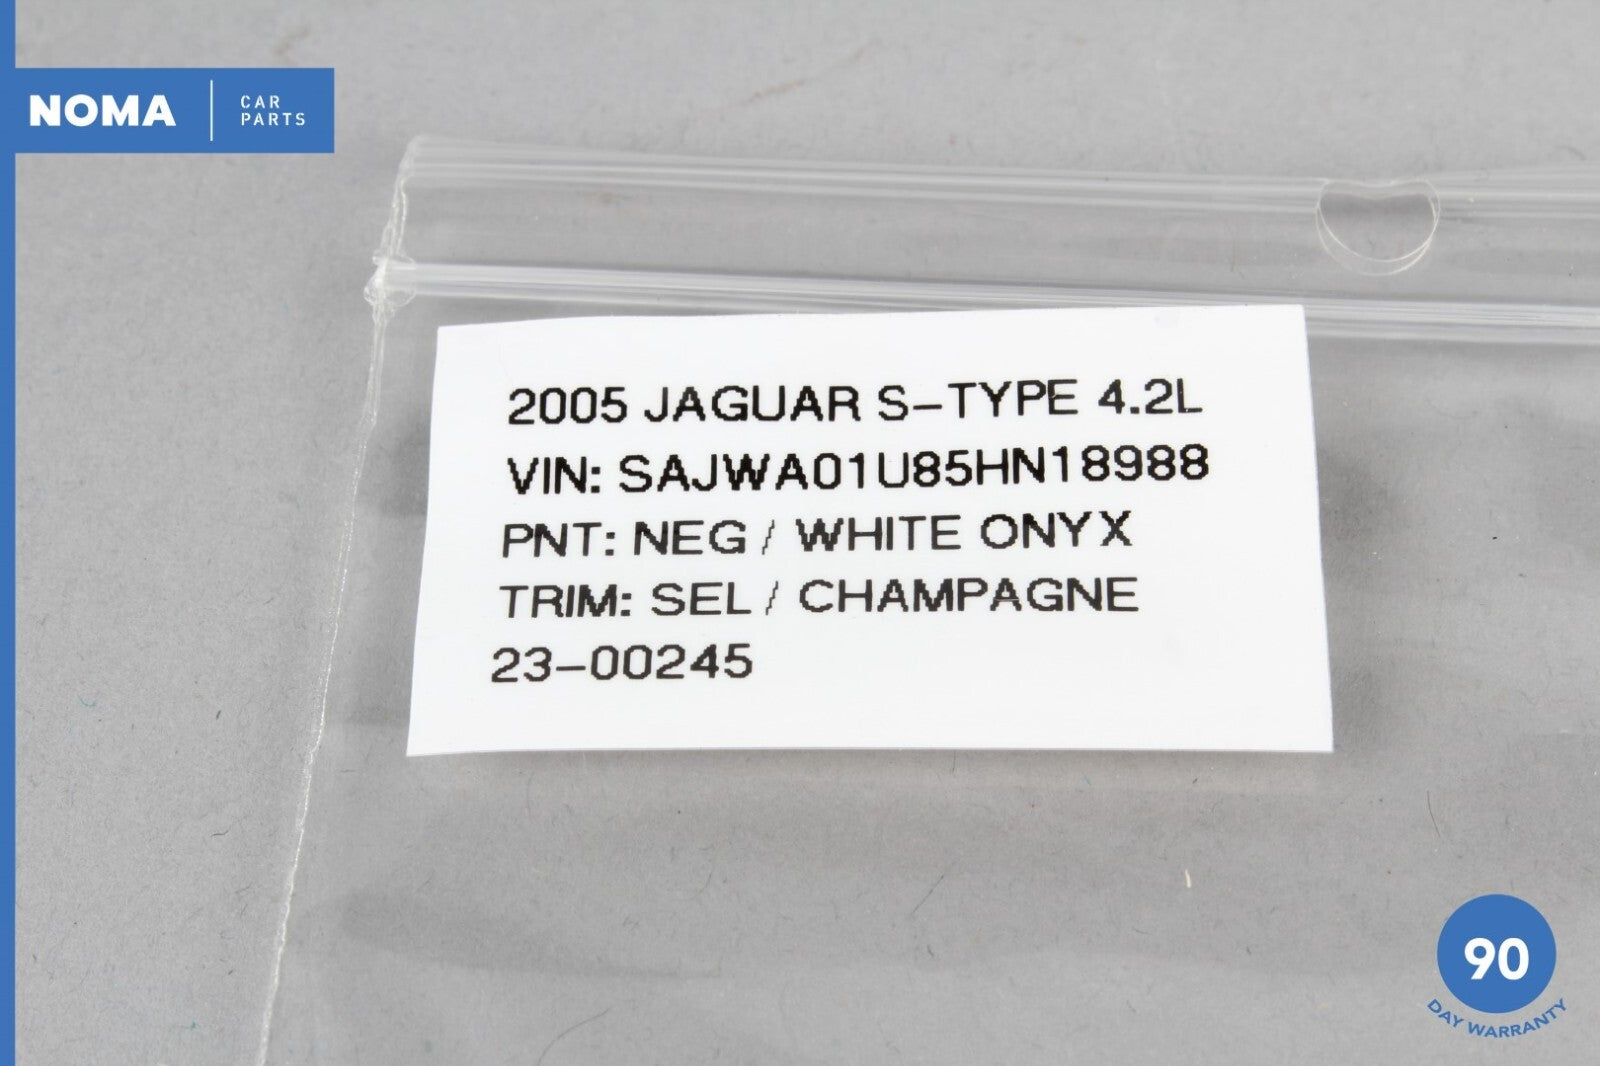 NOMA
CAR
PARTS
2005 JAGUAR S-TYPE 4.2L
VIN: SAJWA01U85HN18988
PNT: NEG / WHITE ONYX
TRIM: SEL / CHAMPAGNE
23-00245
90
DAY WARRANTY